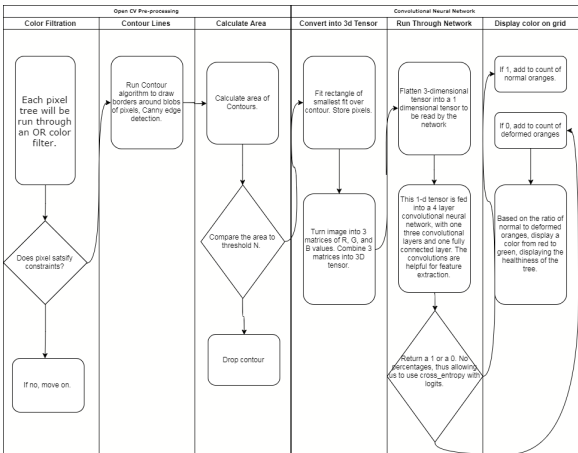 Open CV Pre-processing
Convolutional Neural Network
Color Filtration
Contour Lines
Calculate Area
Convert into 3d Tensor
Run Through Network
Display color on grid
Each pixel
tree will be
run through
an OR color
filter.
Does pixel satsify
constraints?
If no, move on.
Run Contour
algorithm to draw
borders around blobs
of pixels, Canny edge
detection.
Calculate area of
Contours.
Compare the area to
threshold N.
Drop contour
Fit rectangle of
smallest fit over
contour. Store pixels.
Turn image into 3
matrices of R, G, and
B values. Combine 3
matrices into 3D
tensor.
Flatten 3-dimensional
tensor into a 1
dimensional tensor to
be read by the
network
This 1-d tensor is fed
into a 4 layer
convolutional neural
network, with one
three convolutional
layers and one fully
connected layer. The
convolutions are
helpful for feature
extraction.
Return a 1 or a 0. No
percentages, thus allowing
us to use cross_entropy with
logits.
If 1, add to count of
normal oranges.
If 0, add to count of
deformed oranges
Based on the ratio of
normal to deformed
oranges, display a
color from red to
green, displaying the
healthiness of the
tree.